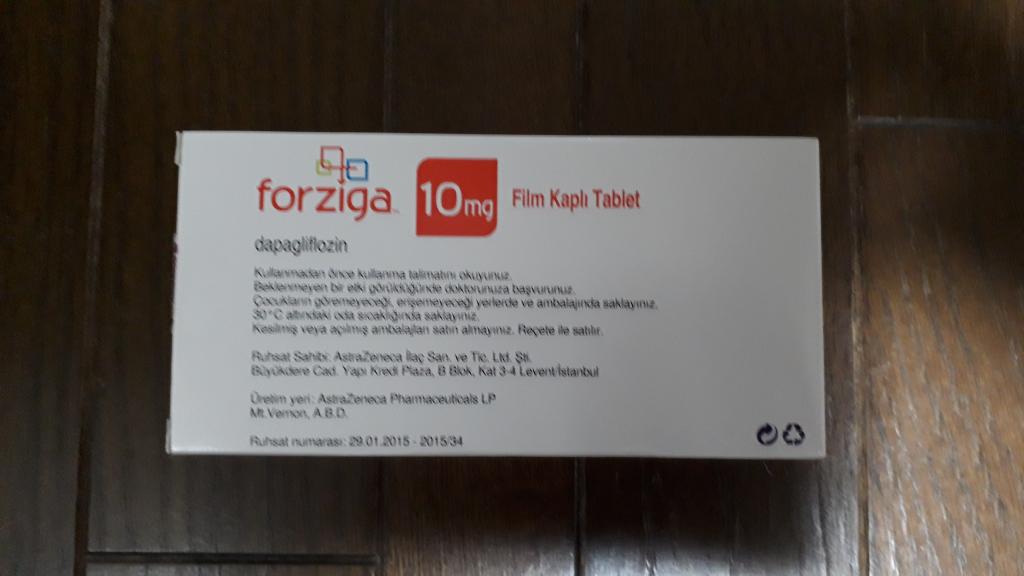 forziga™
10mg
Film Kaplı Tablet
dapagliflozin
Kullanmadan önce kullanma talimatını okuyunuz.
Beklenmeyen bir etki görüldüğünde doktorunuza başvurunuz.
Çocukların göremeyeceği, erişemeyeceği yerlerde ve ambalajında saklayınız.
30°C altındaki oda sıcaklığında saklayınız.
Kesilmiş veya açılmış ambalajları satın almayınız. Reçete ile satılır.
Ruhsat Sahibi: AstraZeneca İlaç San. ve Tic. Ltd. Şti.
Büyükdere Cad. Yapı Kredi Plaza, B Blok, Kat 3-4 Levent/İstanbul
Üretim yeri: AstraZeneca Pharmaceuticals LP
Mt.Vernon, A.B.D.
Ruhsat numarası: 29.01.2015 - 2015/34